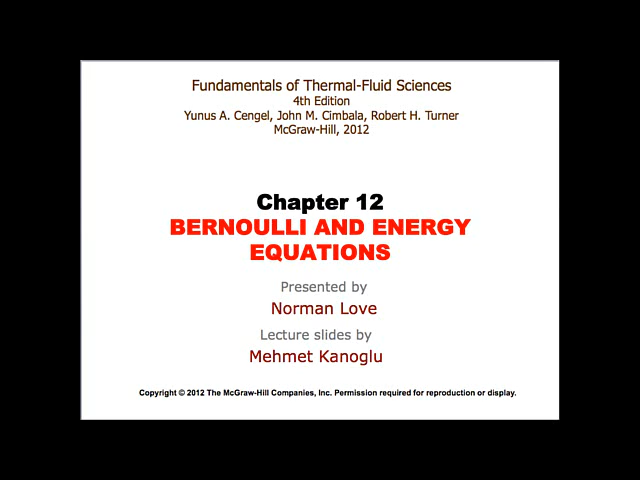 Fundamentals of Thermal-Fluid Sciences
4th Edition
Yunus A. Cengel, John M. Cimbala, Robert H. Turner
McGraw-Hill, 2012
Chapter 12
BERNOULLI AND ENERGY
EQUATIONS
Presented by
Norman Love
Lecture slides by
Mehmet Kanoglu
Copyright © 2012 The McGraw-Hill Companies, Inc. Permission required for reproduction or display.